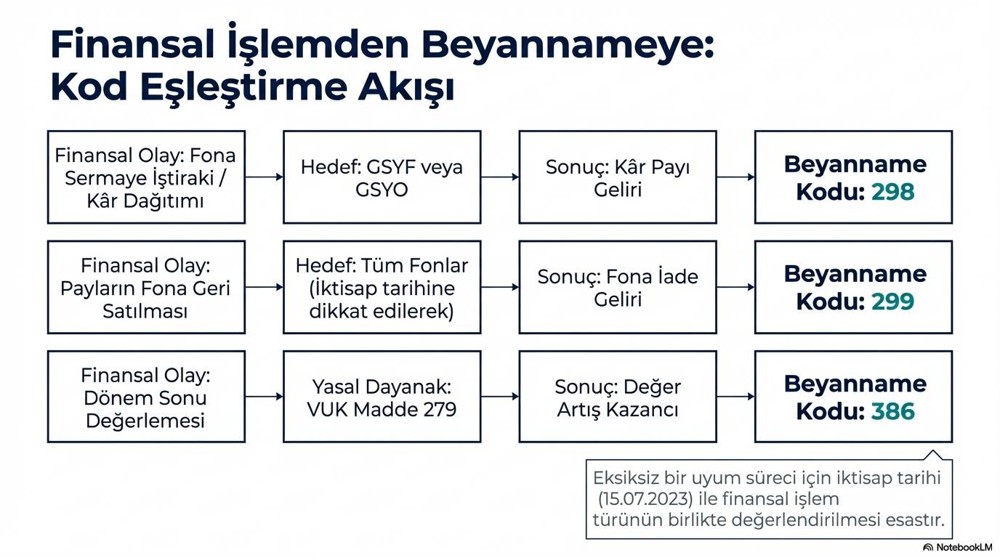 Finansal İşlemden Beyannameye:
Kod Eşleştirme Akışı
Finansal Olay: Fona
Sermaye İştiraki /
Kâr Dağıtımı
Hedef: GSYF veya
GSYO
Sonuç: Kâr Payı
Geliri
Beyanname
Kodu: 298
Finansal Olay:
Payların Fona Geri
Satılması
Hedef: Tüm Fonlar
(İktisap tarihine
dikkat edilerek)
Sonuç: Fona İade
Geliri
Beyanname
Kodu: 299
Finansal Olay:
Dönem Sonu
Değerlemesi
Yasal Dayanak:
VUK Madde 279
Sonuç: Değer
Artış Kazancı
Beyanname
Kodu: 386
Eksiksiz bir uyum süreci için iktisap tarihi
(15.07.2023) ile finansal işlem
türünün birlikte değerlendirilmesi esastır.
NotebookLM